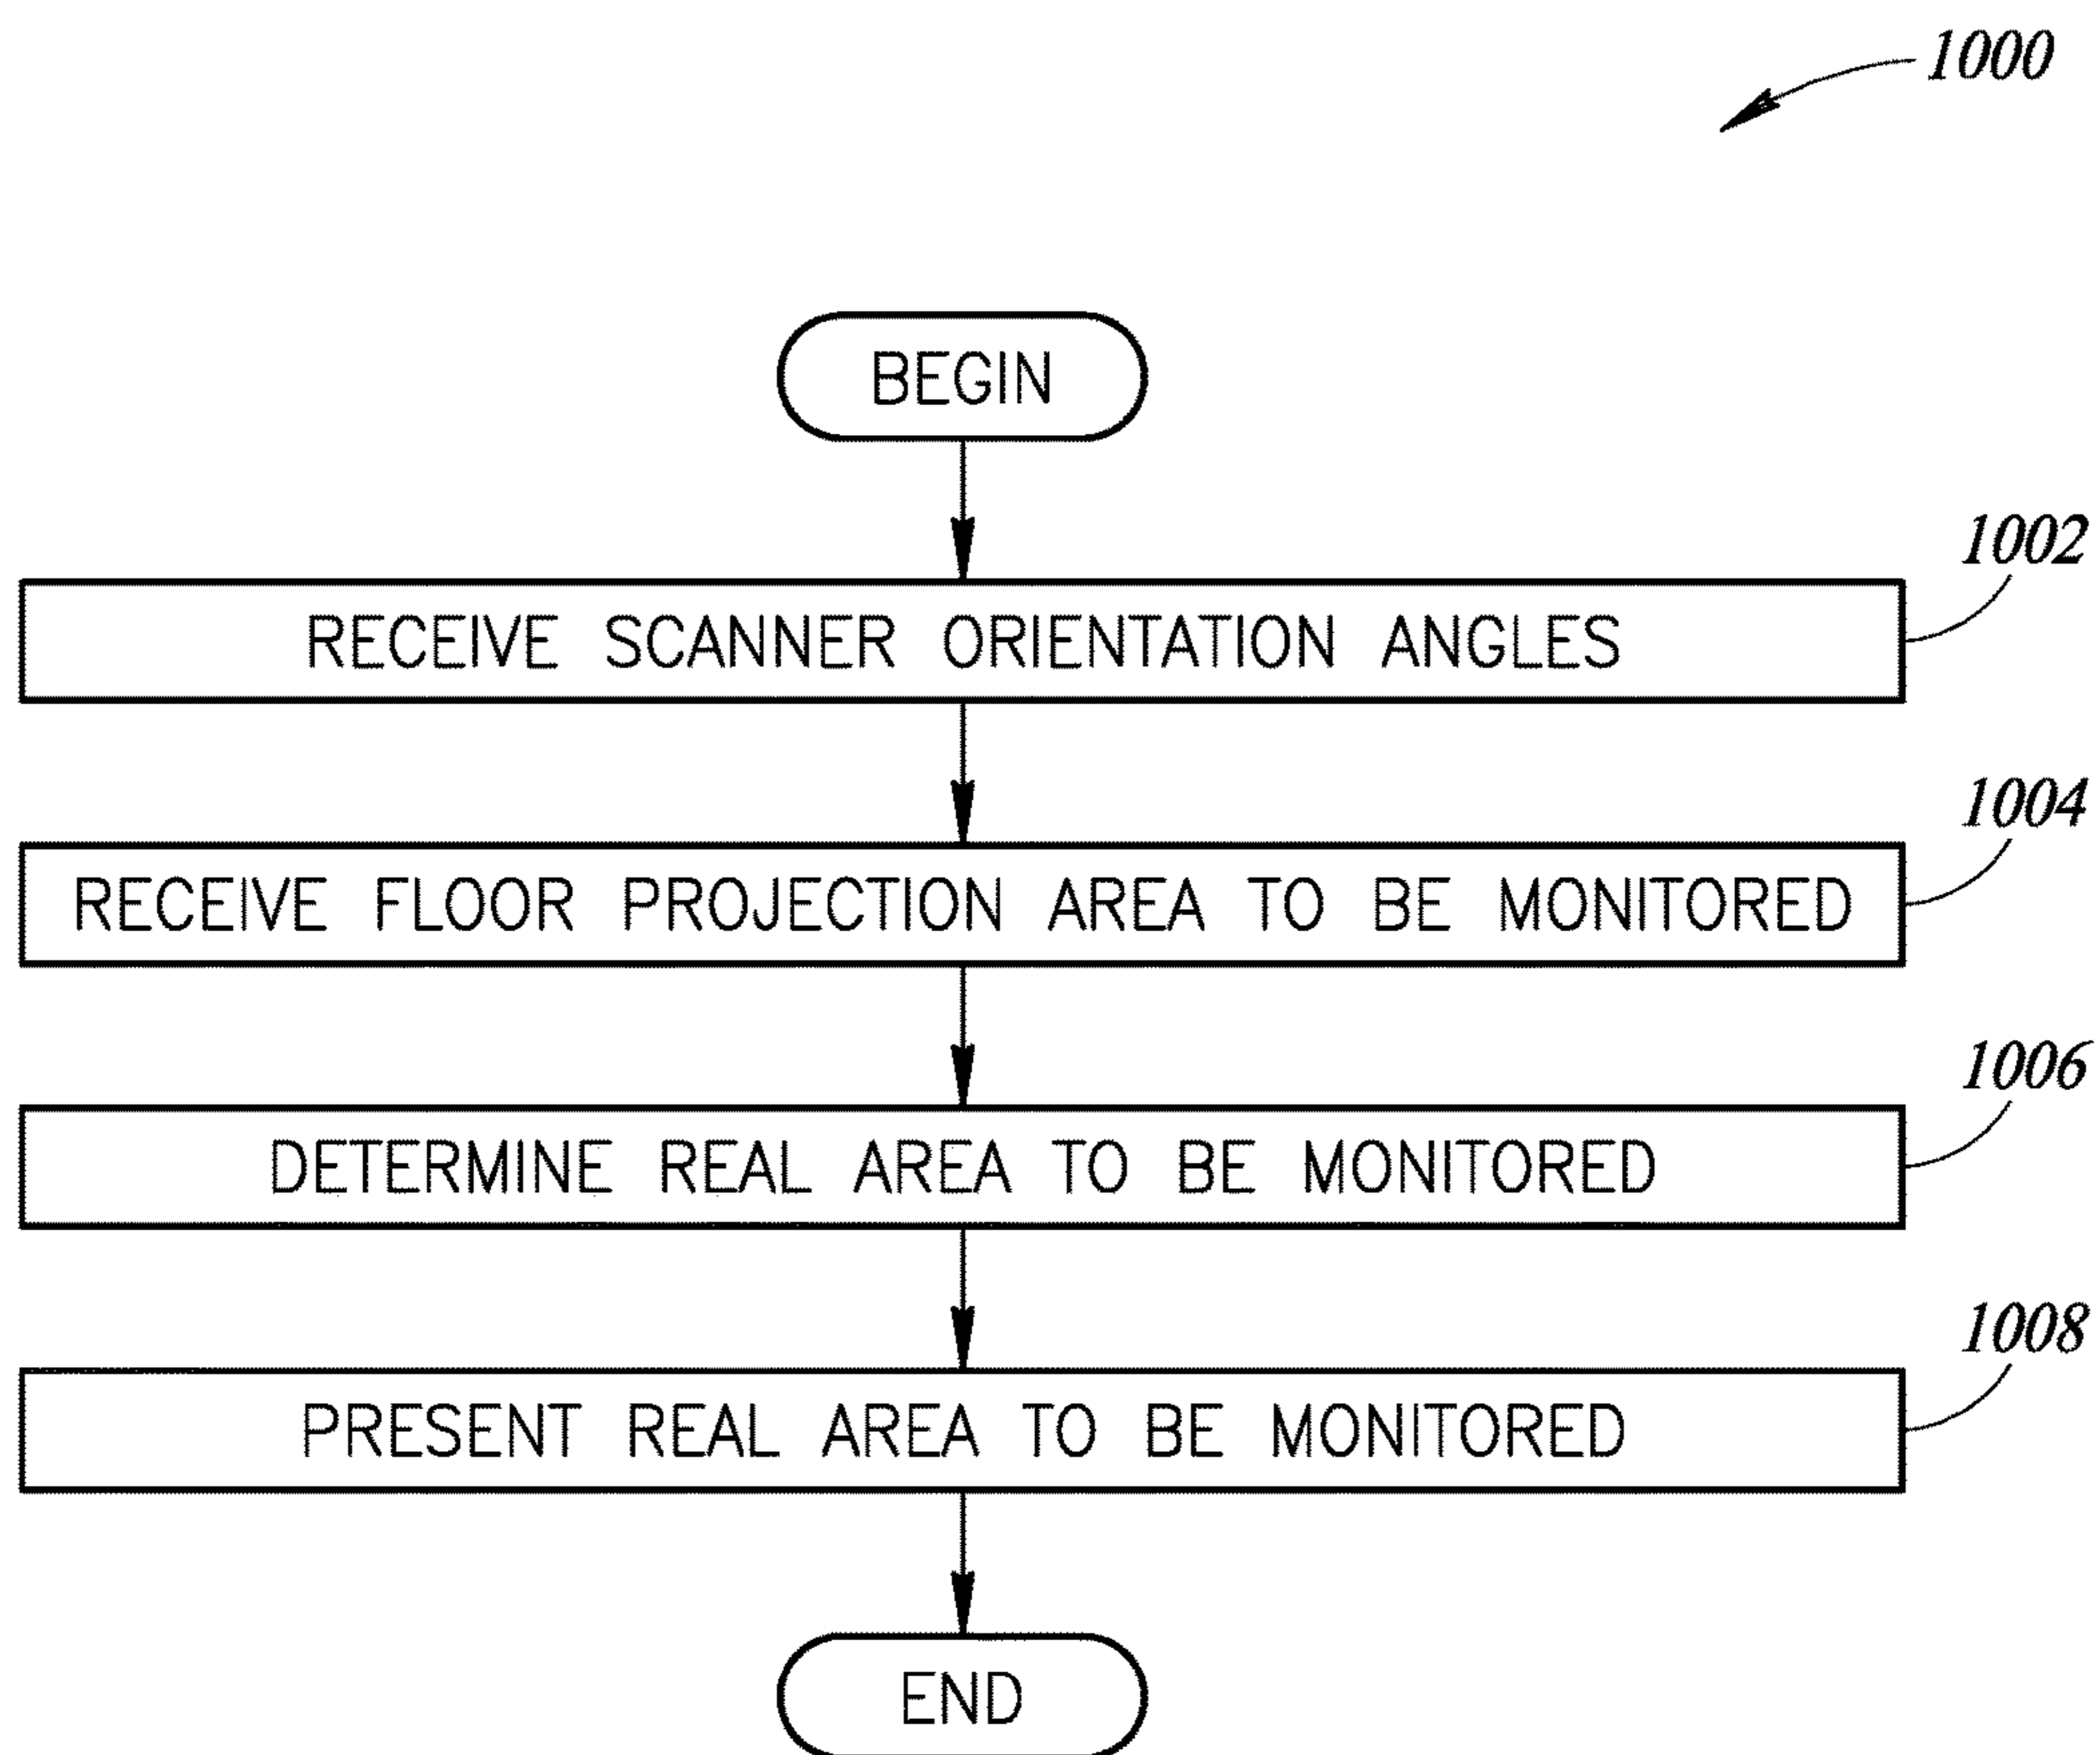 1000
BEGIN
1002
RECEIVE SCANNER ORIENTATION ANGLES
1004
RECEIVE FLOOR PROJECTION AREA TO BE MONITORED
1006
DETERMINE REAL AREA TO BE MONITORED
1008
PRESENT REAL AREA TO BE MONITORED
END